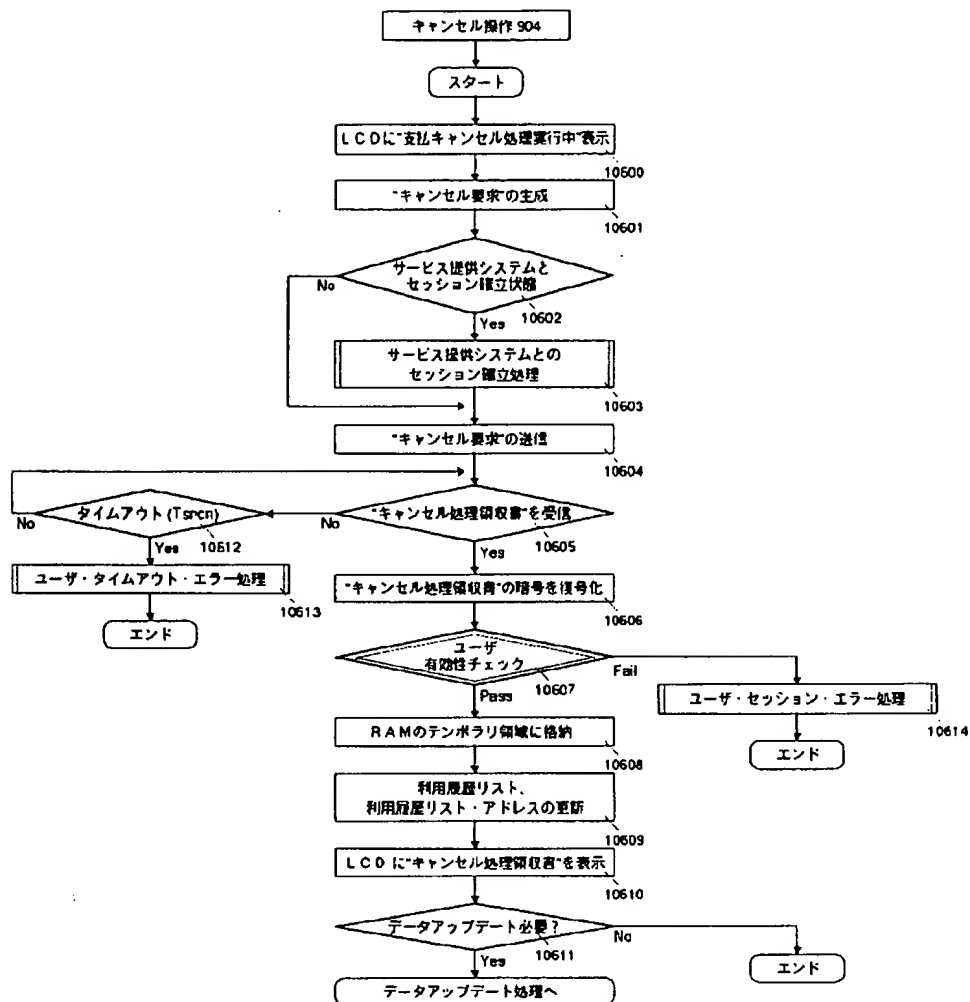 キャンセル操作 904
スタート
LCDに"支払キャンセル処理実行中"表示
10600
"キャンセル要求"の生成
10601
サービス提供システムと
セッション確立状態
10602
No
Yes
サービス提供システムとの
セッション確立処理
10603
"キャンセル要求"の送信
10604
"キャンセル処理領収書"を受信
10605
No
Yes
タイムアウト(Tsrcn)
10612
No
Yes
ユーザ・タイムアウト・エラー処理
10613
エンド
"キャンセル処理領収書"の暗号を復号化
10606
ユーザ
有効性チェック
10607
Fail
Pass
ユーザ・セッション・エラー処理
10614
エンド
RAMのテンポラリ領域に格納
10608
利用履歴リスト、
利用履歴リスト・アドレスの更新
10609
LCDに"キャンセル処理領収書"を表示
10610
データアップデート必要?
10611
No
Yes
エンド
データアップデート処理へ